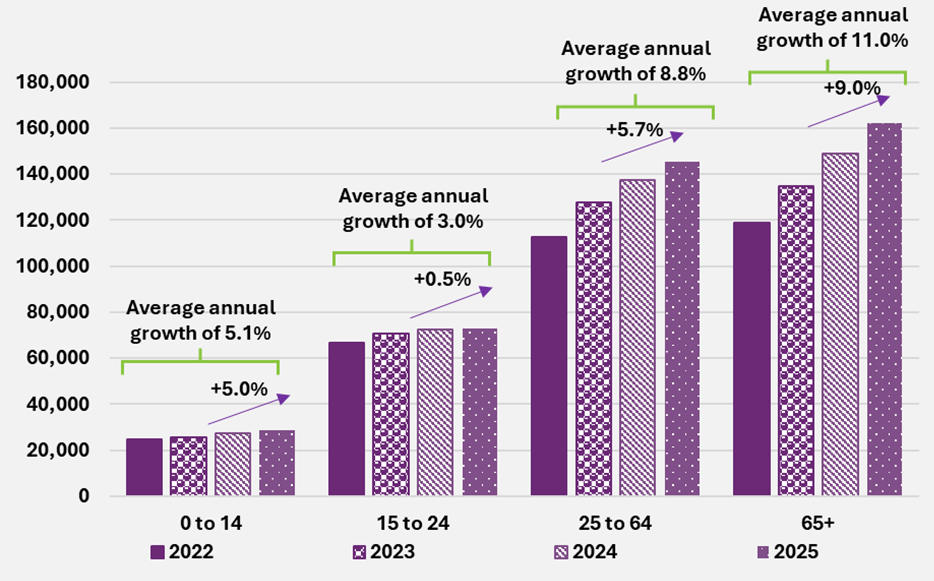 Average annual
growth of 11.0%
Average annual
growth of 8.8%
180,000
+9.0%
160,000
+5.7%
140,000
Average annual
growth of 3.0%
120,000
100,000
+0.5%
Average annual
growth of 5.1%
80,000
60,000
+5.0%
40,000
20,000
0
0 to 14 15 to 24 25 to 64 65+
2022 2023 2024 2025